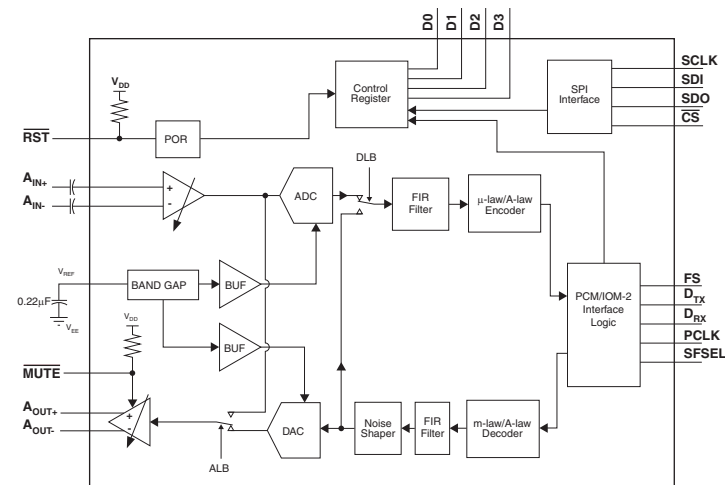 D0
D1
D2
D3
SCLK
SDI
SDO
CS
SPI
Interface
Control
Register
VDD
RST
POR
AIN+
AIN-
+
-
ADC
DLB
FIR
Filter
μ-law/A-law
Encoder
VREF
0.22μF
VEE
BAND GAP
BUF
BUF
PCM/IOM-2
Interface
Logic
FS
DTX
DRX
PCLK
SFSEL
VDD
MUTE
AOUT+
AOUT-
+
-
ALB
DAC
Noise
Shaper
FIR
Filter
m-law/A-law
Decoder